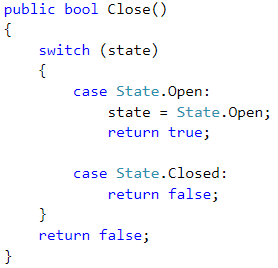 public bool Close()
{
    switch (state)
    {
        case State.Open:
            state = State.Open;
            return true;

        case State.Closed:
            return false;
    }
    return false;
}